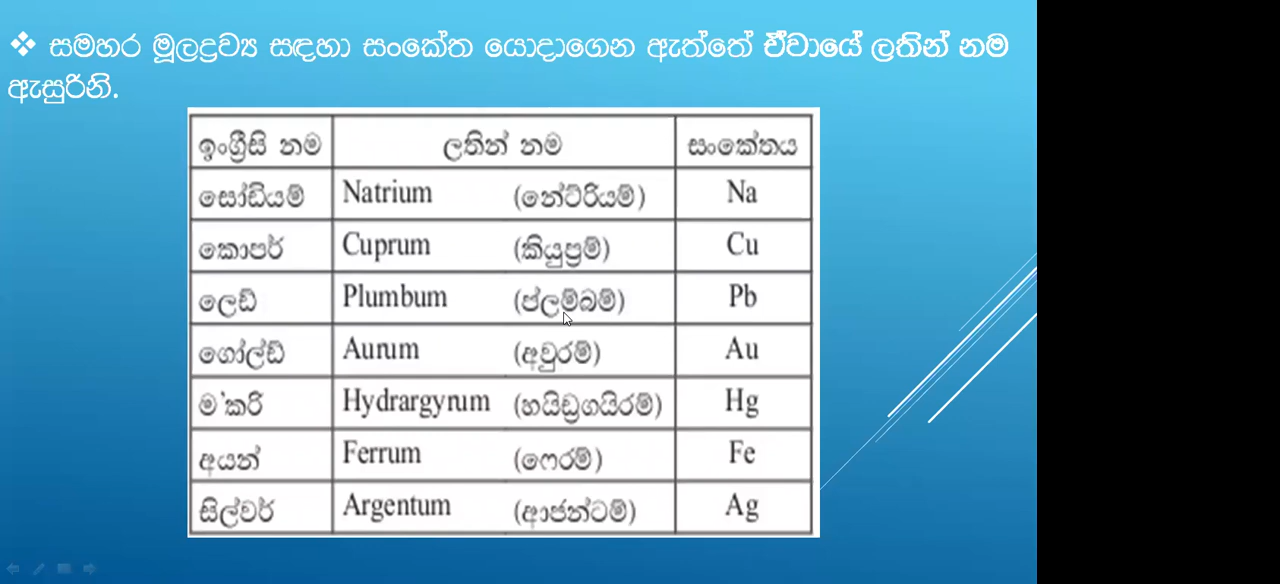 ❖ සමහර මූලද්‍රව්‍ය සඳහා සංකේත යොදාගෙන ඇත්තේ ඒවායේ ලතින් නම
ඇසුරිනි.
ඉංග්‍රීසි නම ලතින් නම සංකේතය
සෝඩියම් Natrium (නේට්රියම්) Na
කොපර් Cuprum (කියුප්‍රම්) Cu
ලෙඩ් Plumbum (ප්ලම්බම්) Pb
ගෝල්ඩ් Aurum (අවුරම්) Au
ම'කරි Hydrargyrum (හයිඩ්‍රගයිරම්) Hg
අයන් Ferrum (ෆෙරම්) Fe
සිල්වර් Argentum (ආජන්ටම්) Ag